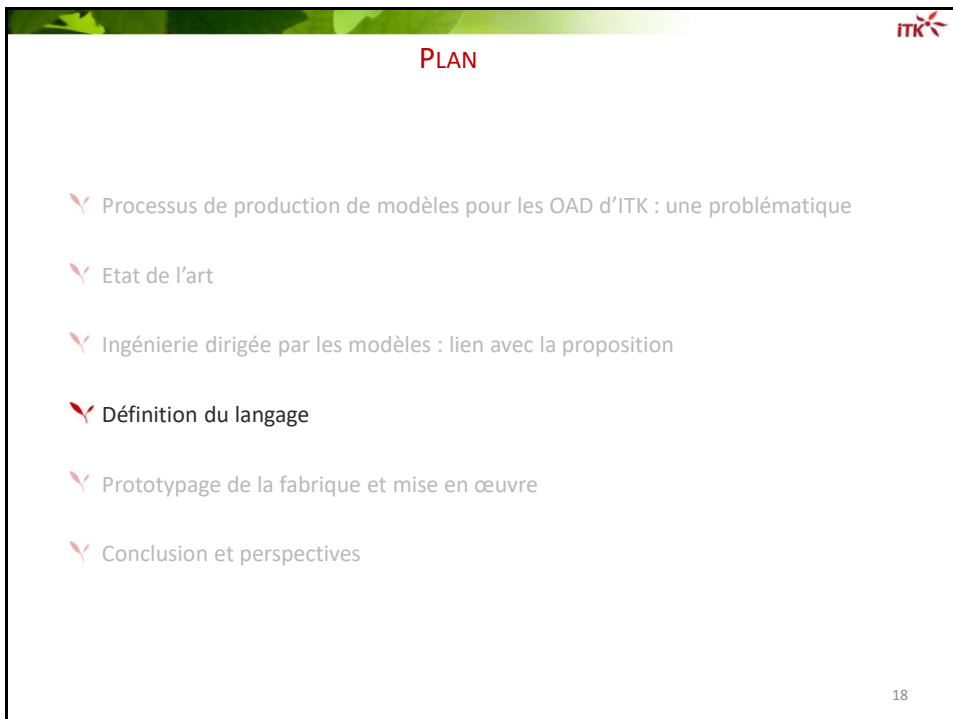 iTK
PLAN
Processus de production de modèles pour les OAD d’ITK : une problématique
Etat de l’art
Ingénierie dirigée par les modèles : lien avec la proposition
Définition du langage
Prototypage de la fabrique et mise en œuvre
Conclusion et perspectives
18